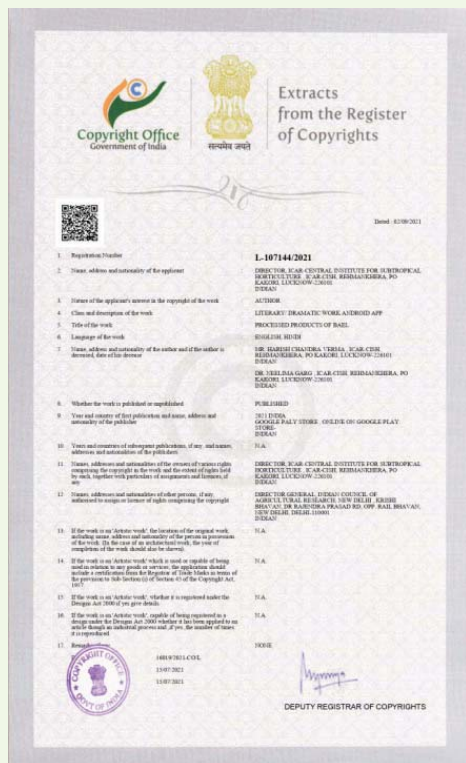 Copyright Office
Government of India
सत्यमेव जयते
Extracts
from the Register
of Copyrights
Dated : 02/09/2021
1. Registration Number
L-107144/2021
2. Name, address and nationality of the applicant
DIRECTOR, ICAR-CENTRAL INSTITUTE FOR SUBTROPICAL
HORTICULTURE , ICAR-CISH, REHMANKHERA, PO
KAKORI, LUCKNOW-226101
INDIAN
3. Nature of the applicant's interest in the copyright of the work
AUTHOR
4. Class and description of the work
LITERARY/ DRAMATIC WORK ANDROID APP
5. Title of the work
PROCESSED PRODUCTS OF BAEL
6. Language of the work
ENGLISH, HINDI
7. Name, address and nationality of the author and if the author is
deceased, date of his decease
MR. HARISH CHANDRA VERMA , ICAR-CISH,
REHMANKHERA, PO KAKORI, LUCKNOW-226101
INDIAN
DR. NEELIMA GARG , ICAR-CISH, REHMANKHERA, PO
KAKORI, LUCKNOW-226101
INDIAN
8. Whether the work is published or unpublished
PUBLISHED
9. Year and country of first publication and name, address and
nationality of the publisher
2021 INDIA
GOOGLE PALY STORE , ONLINE ON GOOGLE PLAY
STORE-
INDIAN
10. Years and countries of subsequent publications, if any, and names,
addresses and nationalities of the publishers
N.A.
11. Names, addresses and nationalities of the owners of various rights
comprising the copyright in the work and the extent of rights held
by each, together with particulars of assignments and licences, if
any
DIRECTOR, ICAR-CENTRAL INSTITUTE FOR SUBTROPICAL
HORTICULTURE , ICAR-CISH, REHMANKHERA, PO
KAKORI, LUCKNOW-226101
INDIAN
12. Names, addresses and nationalities of other persons, if any,
authorised to assign or licence of rights comprising the copyright
DIRECTOR GENERAL, INDIAN COUNCIL OF
AGRICULTURAL RESEARCH, NEW DELHI , KRISHI
BHAVAN, DR RAJENDRA PRASAD RD, OPP. RAIL BHAVAN,
NEW DELHI, DELHI-110001
INDIAN
13. If the work is an 'Artistic work', the location of the original work,
including name, address and nationality of the person in possession
of the work. (In the case of an architectural work, the year of
completion of the work should also be shown).
N.A.
14. If the work is an 'Artistic work' which is used or capable of being
used in relation to any goods or services, the application should
include a certification from the Registrar of Trade Marks in terms of
the provision to Sub-Section (i) of Section 45 of the Copyright Act,
1957.
N.A.
15. If the work is an 'Artistic work', whether it is registered under the
Designs Act 2000 if yes give details.
N.A.
16. If the work is an 'Artistic work', capable of being registered as a
design under the Designs Act 2000 whether it has been applied to an
article though an industrial process and ,if yes ,the number of times
it is reproduced.
N.A.
17. Remarks, if any
NONE
COPYRIGHT OFFICE
GOVT OF INDIA
13/07/2021
13/07/2021
DEPUTY REGISTRAR OF COPYRIGHTS